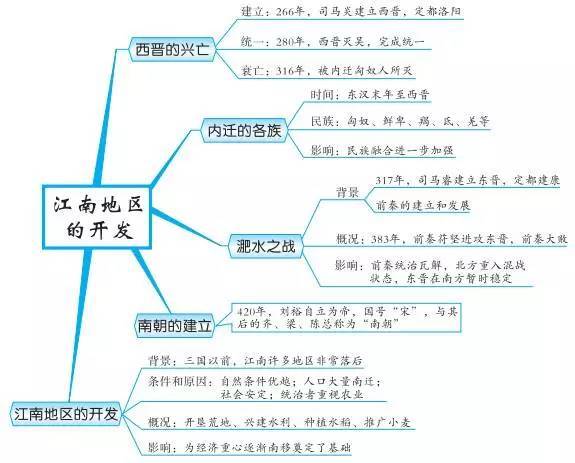 江南地区
的开发
西晋的兴亡
建立：266年，司马炎建立西晋，定都洛阳
统一：280年，西晋灭吴，完成统一
衰亡：316年，被内迁匈奴人所灭
内迁的各族
时间：东汉末年至西晋
民族：匈奴、鲜卑、羯、氐、羌等
影响：民族融合进一步加强
淝水之战
背景
317年，司马睿建立东晋，定都建康
前秦的建立和发展
概况：383年，前秦苻坚进攻东晋，前秦大败
影响：前秦统治瓦解，北方重入混战
状态，东晋在南方暂时稳定
南朝的建立
420年，刘裕自立为帝，国号“宋”，与其
后的齐、梁、陈总称为“南朝”
江南地区的开发
背景：三国以前，江南许多地区非常落后
条件和原因：自然条件优越；人口大量南迁；
社会安定；统治者重视农业
概况：开垦荒地、兴建水利、种植水稻、推广小麦
影响：为经济重心逐渐南移奠定了基础